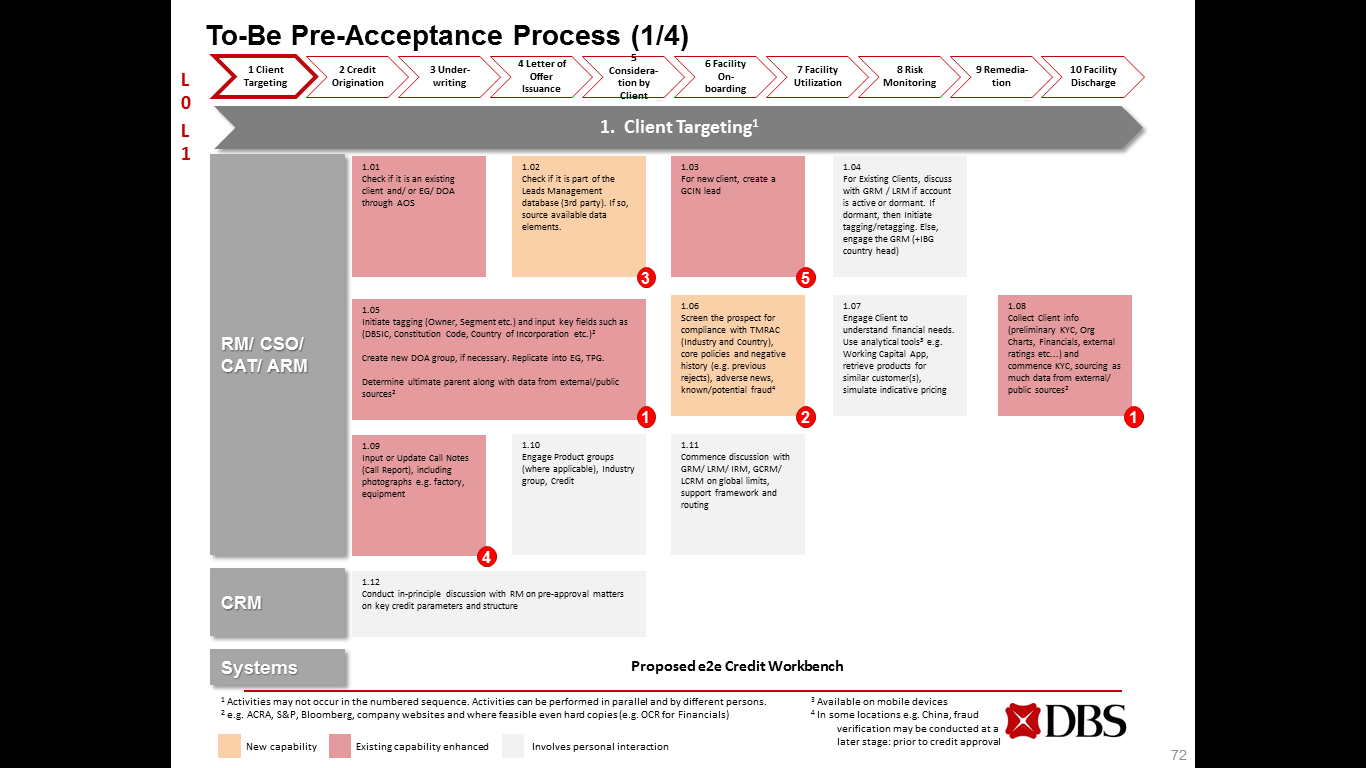 To-Be Pre-Acceptance Process (1/4)
L
0
1 Client
Targeting
2 Credit
Origination
3 Under-
writing
4 Letter of
Offer
Issuance
5
Considera-
tion by
Client
6 Facility
On-
boarding
7 Facility
Utilization
8 Risk
Monitoring
9 Remedia-
tion
10 Facility
Discharge
L
1
1. Client Targeting¹
RM/ CSO/
CAT/ ARM
1.01
Check if it is an existing
client and/ or EG/ DOA
through AOS
1.02
Check if it is part of the
Leads Management
database (3rd party). If so,
source available data
elements.
3
1.03
For new client, create a
GCIN lead
5
1.04
For Existing Clients, discuss
with GRM / LRM if account
is active or dormant. If
dormant, then Initiate
tagging/retagging. Else,
engage the GRM (+IBG
country head)
1.05
Initiate tagging (Owner, Segment etc.) and input key fields such as
(DBSIC, Constitution Code, Country of Incorporation etc.)²
Create new DOA group, if necessary. Replicate into EG, TPG.
Determine ultimate parent along with data from external/public
sources²
1
1.06
Screen the prospect for
compliance with TMRAC
(Industry and Country),
core policies and negative
history (e.g. previous
rejects), adverse news,
known/potential fraud⁴
2
1.07
Engage Client to
understand financial needs.
Use analytical tools³ e.g.
Working Capital App,
retrieve products for
similar customer(s),
simulate indicative pricing
1.08
Collect Client info
(preliminary KYC, Org
Charts, Financials, external
ratings etc...) and
commence KYC, sourcing as
much data from external/
public sources²
1
1.09
Input or Update Call Notes
(Call Report), including
photographs e.g. factory,
equipment
4
1.10
Engage Product groups
(where applicable), Industry
group, Credit
1.11
Commence discussion with
GRM/ LRM/ IRM, GCRM/
LCRM on global limits,
support framework and
routing
CRM
1.12
Conduct in-principle discussion with RM on pre-approval matters
on key credit parameters and structure
Systems
Proposed e2e Credit Workbench
¹ Activities may not occur in the numbered sequence. Activities can be performed in parallel and by different persons.
² e.g. ACRA, S&P, Bloomberg, company websites and where feasible even hard copies (e.g. OCR for Financials)
³ Available on mobile devices
⁴ In some locations e.g. China, fraud
verification may be conducted at a
later stage: prior to credit approval
DBS
New capability
Existing capability enhanced
Involves personal interaction
72